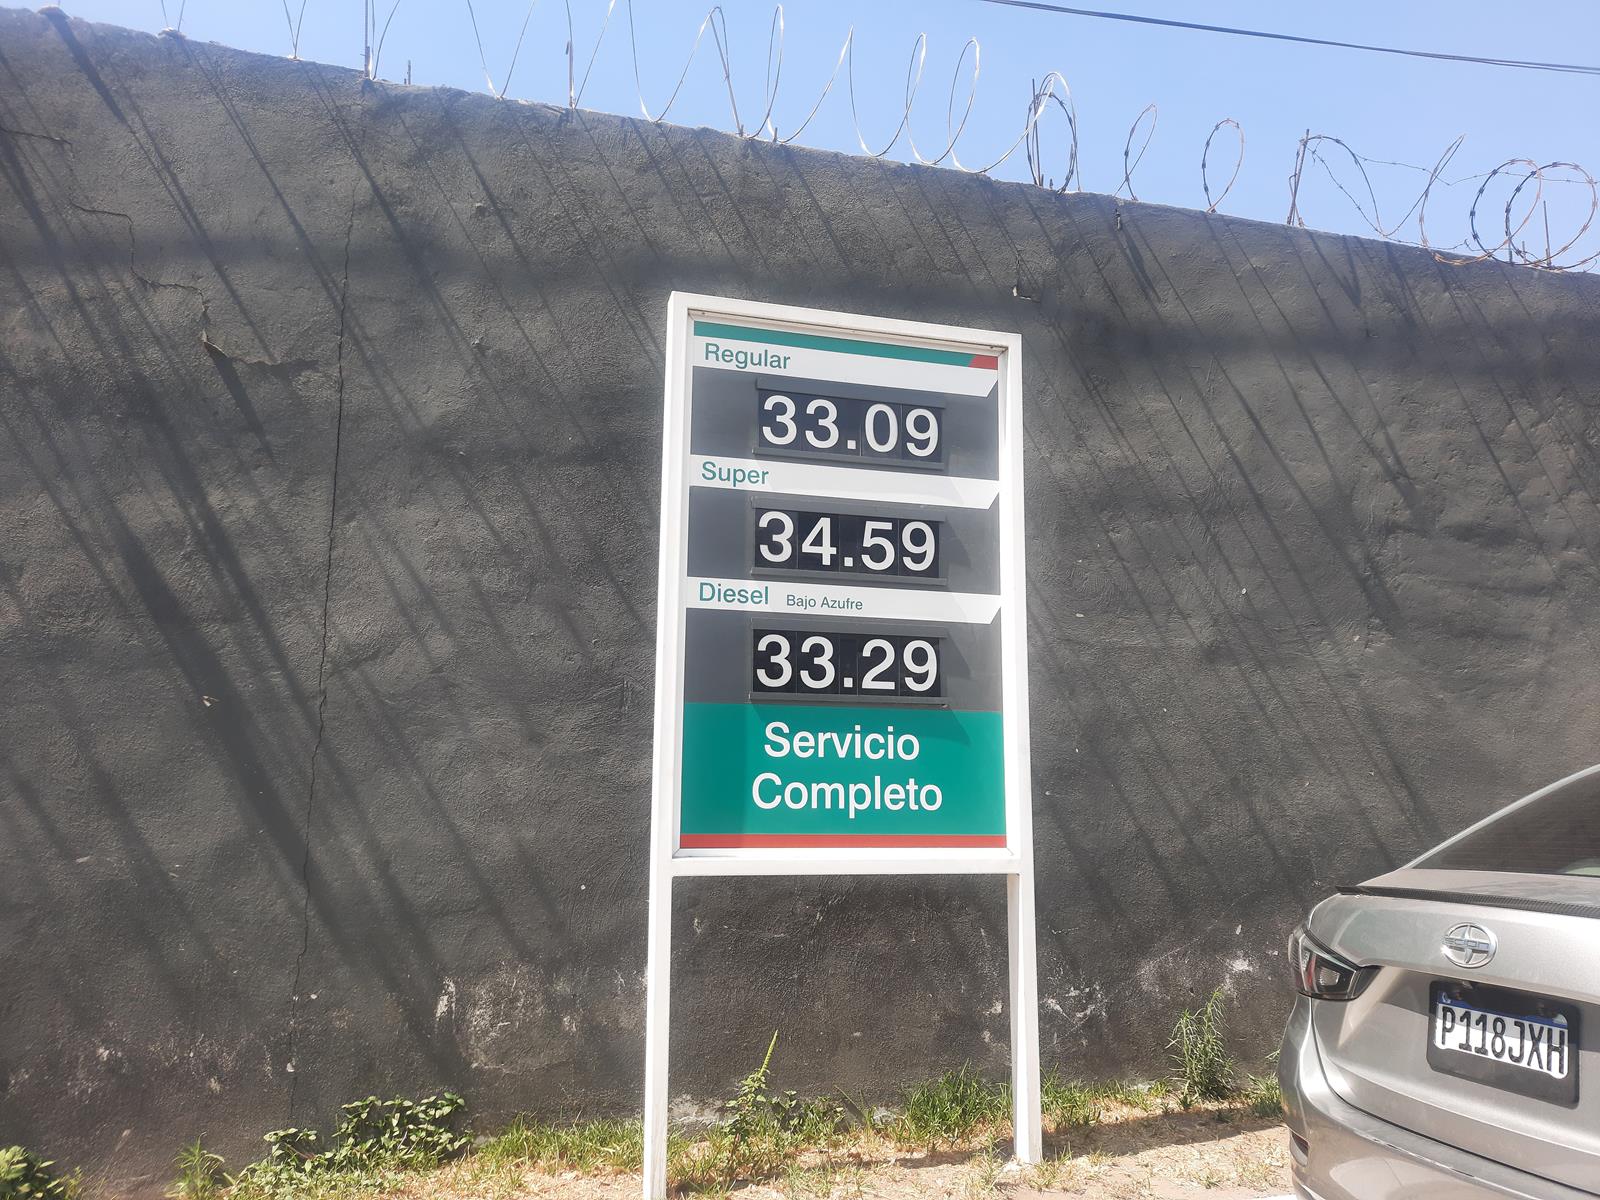 Regular
33.09
Super
34.59
Diesel Bajo Azufre
33.29
Servicio
Completo
P118JXH